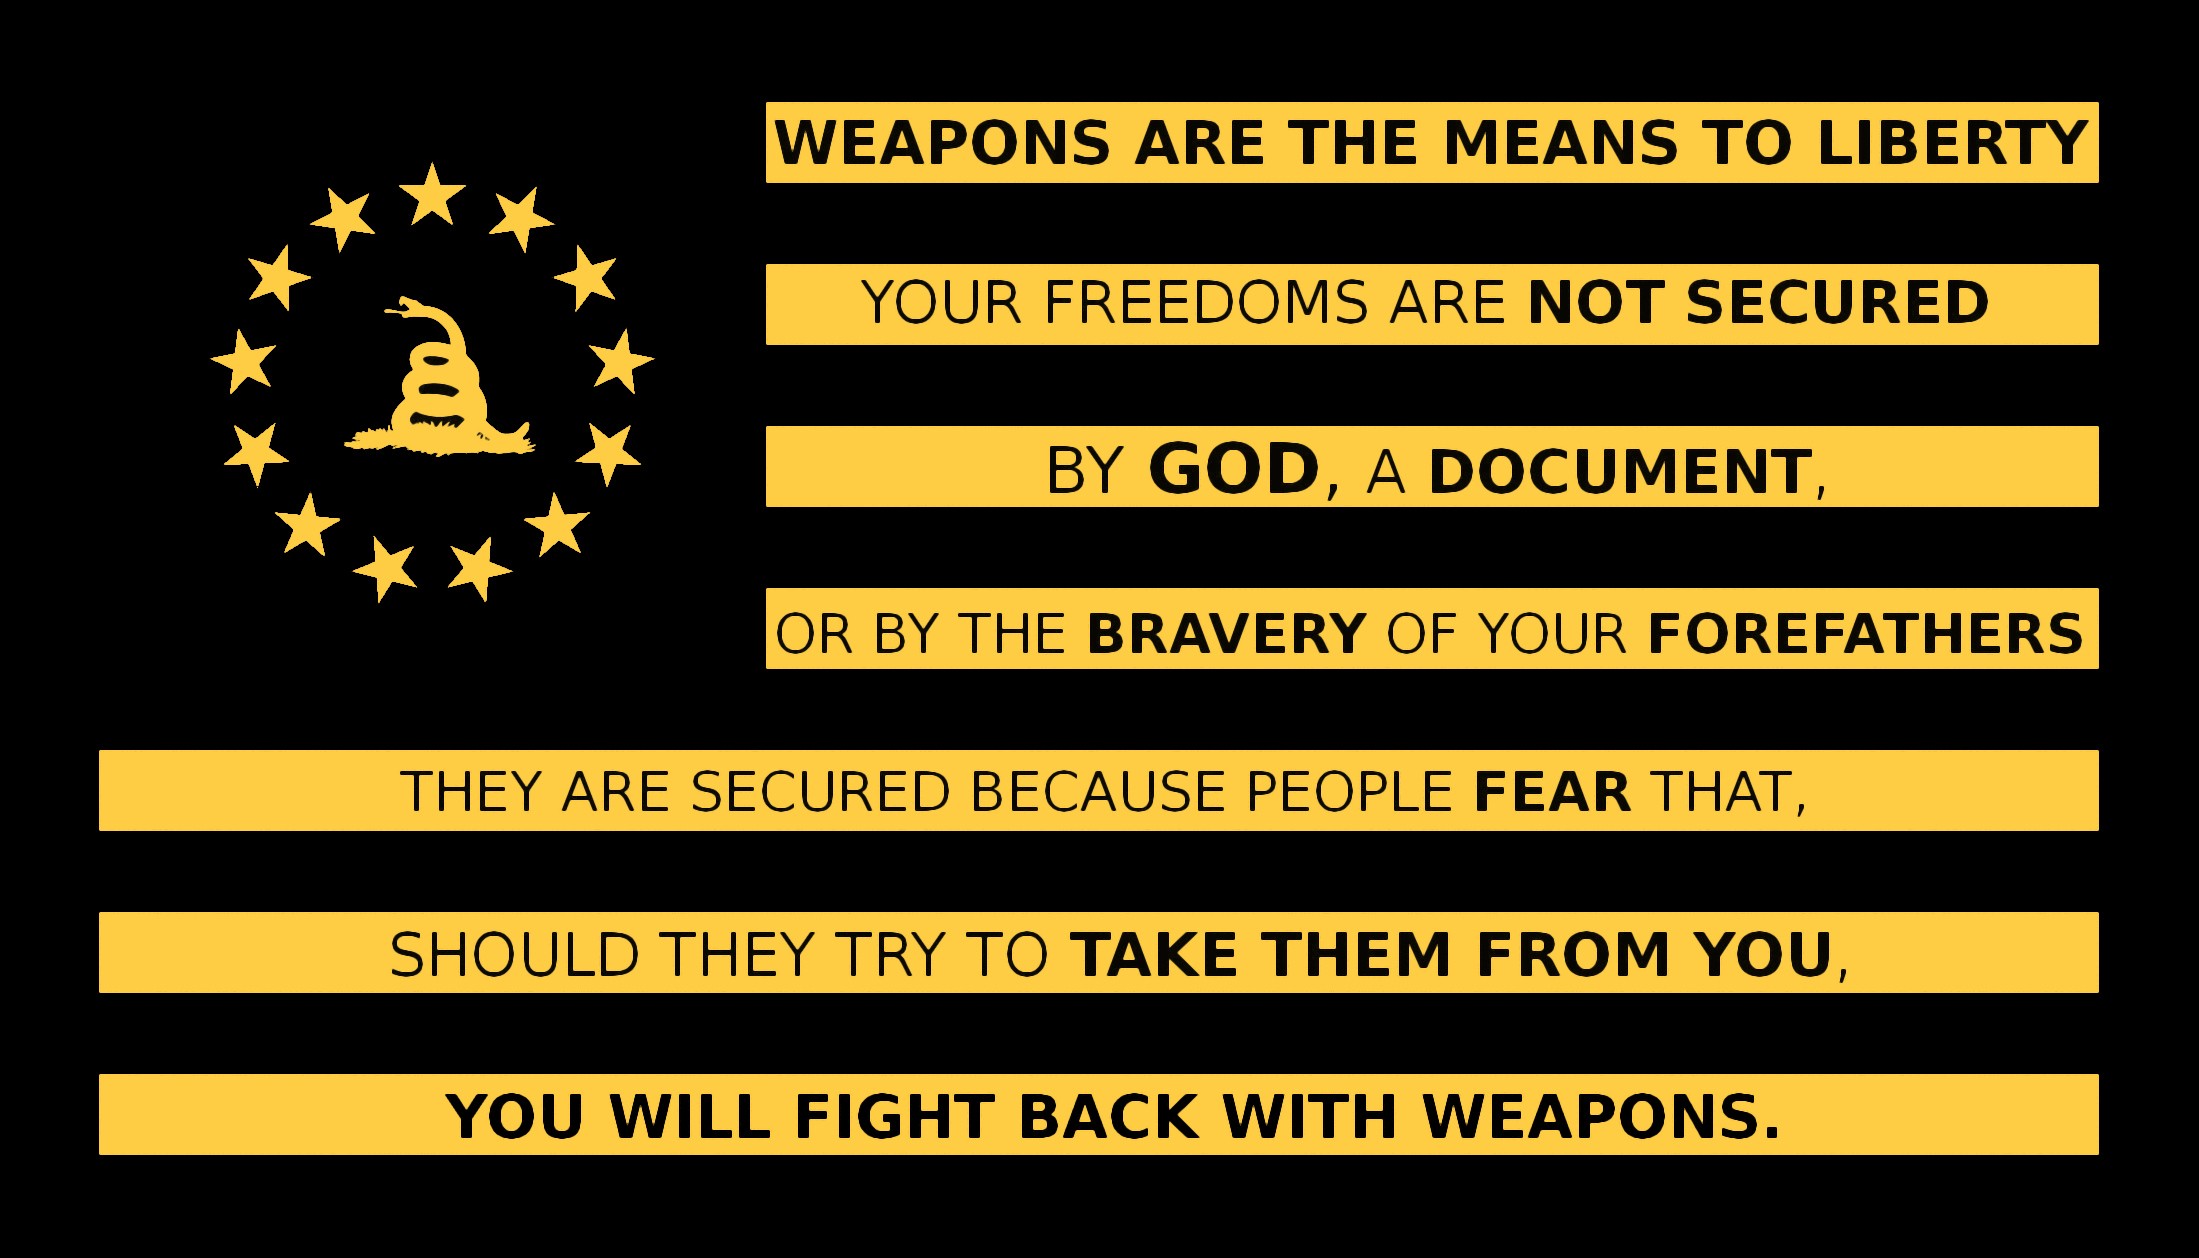 WEAPONS ARE THE MEANS TO LIBERTY
YOUR FREEDOMS ARE NOT SECURED
BY GOD, A DOCUMENT,
OR BY THE BRAVERY OF YOUR FOREFATHERS
THEY ARE SECURED BECAUSE PEOPLE FEAR THAT,
SHOULD THEY TRY TO TAKE THEM FROM YOU,
YOU WILL FIGHT BACK WITH WEAPONS.